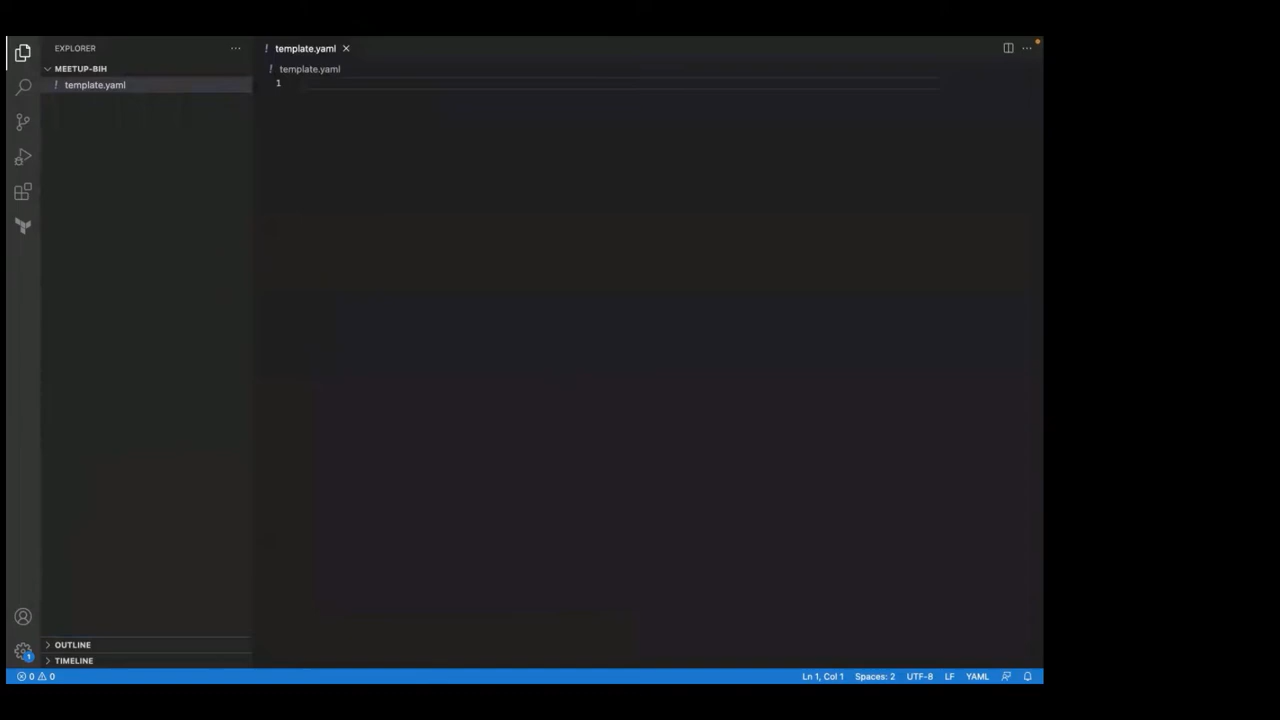 EXPLORER
MEETUP-BIH
! template.yaml
! template.yaml
! template.yaml
1
OUTLINE
TIMELINE
1
0 0
Ln 1, Col 1 Spaces: 2 UTF-8 LF YAML